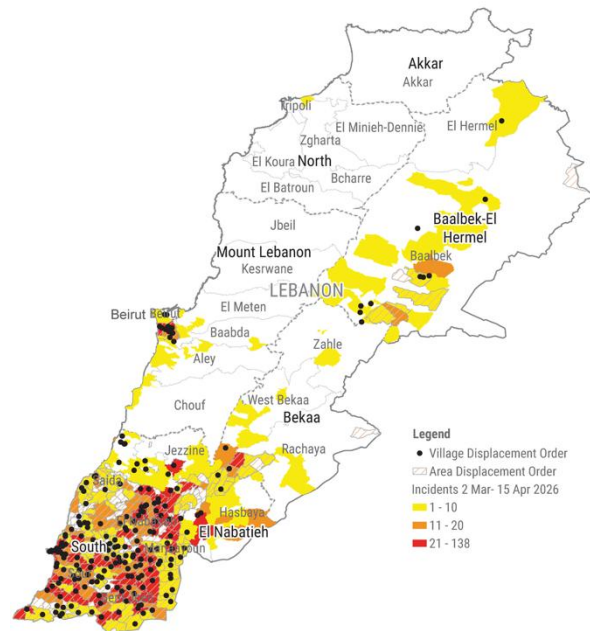 Akkar
Akkar
Tripoli
El Minieh-Dennie
El Hermel
Zgharta
El Koura
North
Bcharre
El Batroun
Jbeil
Baalbek-El
Hermel
Baalbek
Mount Lebanon
Kesrwane
LEBANON
El Meten
Beirut
Beirut
Baabda
Zahle
Aley
West Bekaa
Chouf
Bekaa
Jezzine
Rachaya
Saida
Hasbaya
El Nabatieh
Marjaayoun
South
Legend
Village Displacement Order
Area Displacement Order
Incidents 2 Mar- 15 Apr 2026
1 - 10
11 - 20
21 - 138